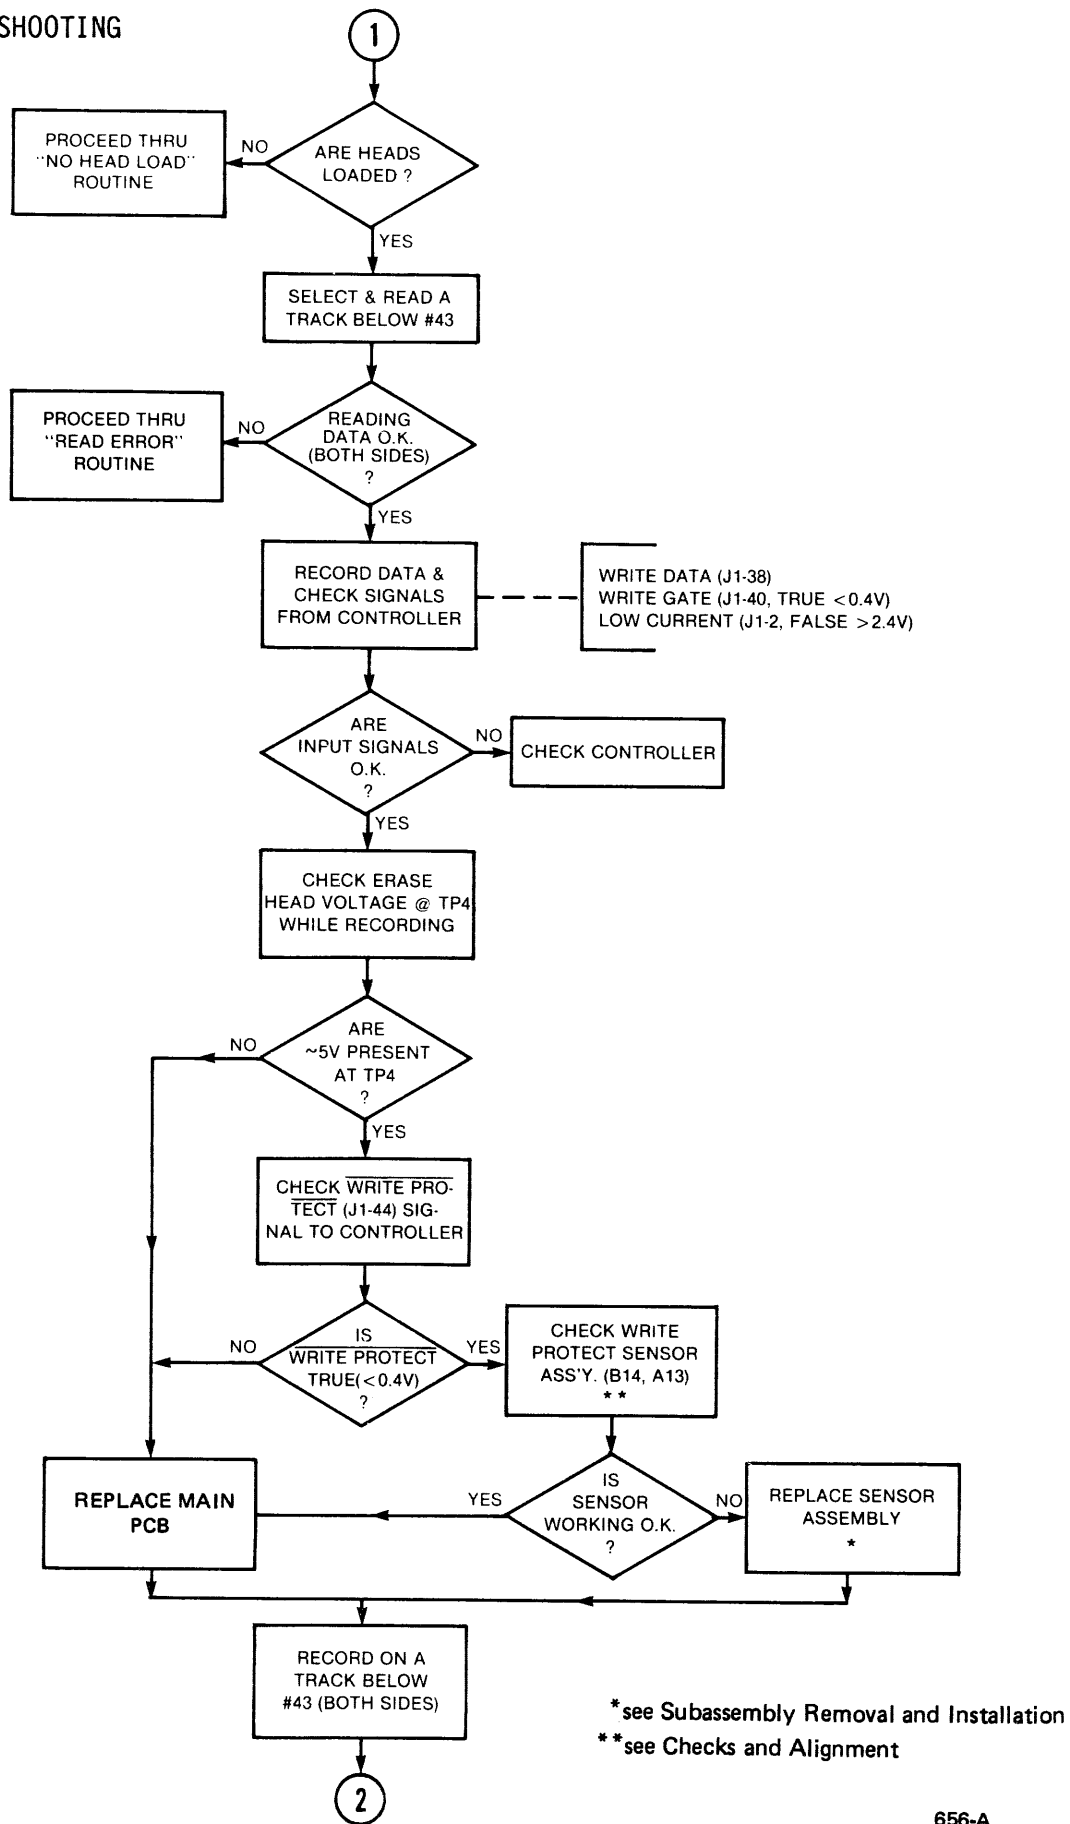 SHOOTING
1
ARE HEADS
LOADED ?
NO
PROCEED THRU
"NO HEAD LOAD"
ROUTINE
YES
SELECT & READ A
TRACK BELOW #43
READING
DATA O.K.
(BOTH SIDES)
?
NO
PROCEED THRU
"READ ERROR"
ROUTINE
YES
RECORD DATA &
CHECK SIGNALS
FROM CONTROLLER
WRITE DATA (J1-38)
WRITE GATE (J1-40, TRUE <0.4V)
LOW CURRENT (J1-2, FALSE >2.4V)
ARE
INPUT SIGNALS
O.K.
?
NO
CHECK CONTROLLER
YES
CHECK ERASE
HEAD VOLTAGE @ TP4
WHILE RECORDING
ARE
~5V PRESENT
AT TP4
?
NO
YES
CHECK WRITE PRO-
TECT (J1-44) SIG-
NAL TO CONTROLLER
IS
WRITE PROTECT
TRUE(<0.4V)
?
NO
YES
CHECK WRITE
PROTECT SENSOR
ASS'Y. (B14, A13)
**
IS
SENSOR
WORKING O.K.
?
YES
NO
REPLACE MAIN
PCB
REPLACE SENSOR
ASSEMBLY
*
RECORD ON A
TRACK BELOW
#43 (BOTH SIDES)
*see Subassembly Removal and Installation
**see Checks and Alignment
2
656-A